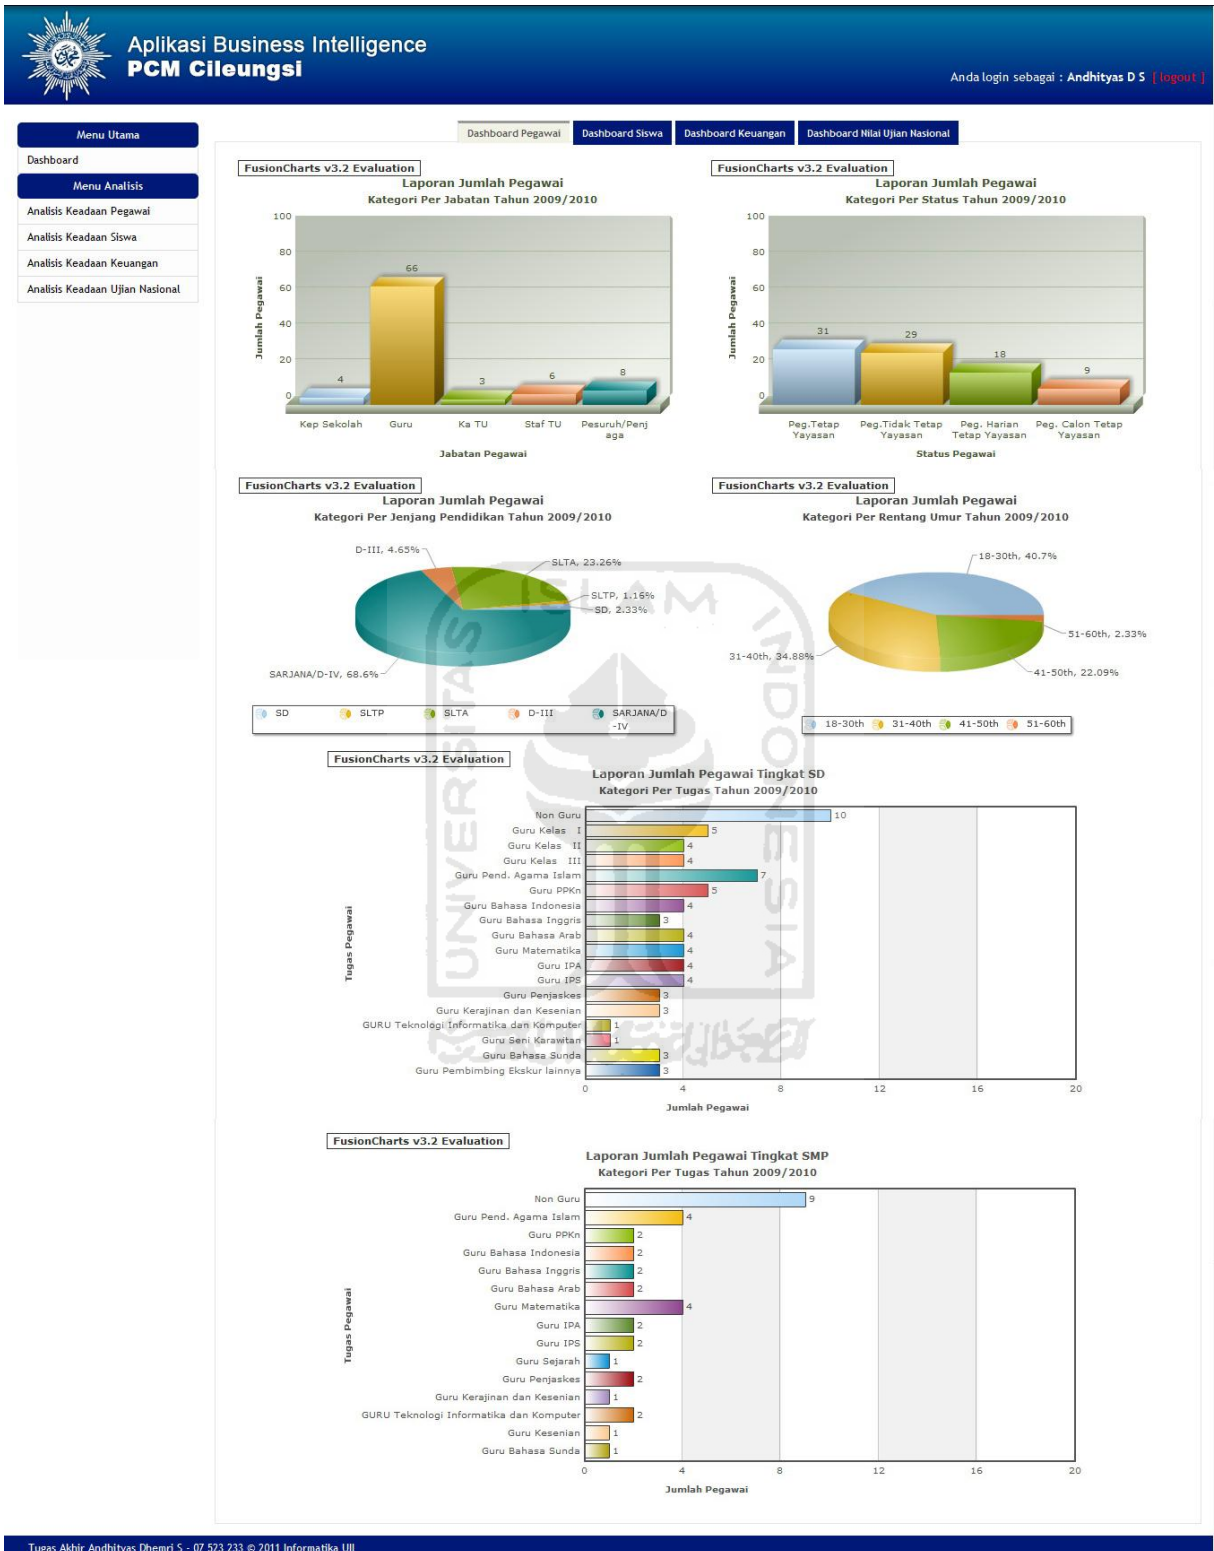 Aplikasi Business Intelligence
PCM Cileungsi
Anda login sebagai : Andhityas D S [ logout ]
Menu Utama
Dashboard
Menu Analisis
Analisis Keadaan Pegawai
Analisis Keadaan Siswa
Analisis Keadaan Keuangan
Analisis Keadaan Ujian Nasional
Dashboard Pegawai
Dashboard Siswa
Dashboard Keuangan
Dashboard Nilai Ujian Nasional
FusionCharts v3.2 Evaluation
Laporan Jumlah Pegawai
Kategori Per Jabatan Tahun 2009/2010
100
80
60
40
20
0
Jumlah Pegawai
4
66
3
6
8
Kep Sekolah
Guru
Ka TU
Staf TU
Pesuruh/Penj
aga
Jabatan Pegawai
FusionCharts v3.2 Evaluation
Laporan Jumlah Pegawai
Kategori Per Status Tahun 2009/2010
100
80
60
40
20
0
Jumlah Pegawai
31
29
18
9
Peg.Tetap
Yayasan
Peg.Tidak Tetap
Yayasan
Peg. Harian
Tetap Yayasan
Peg. Calon Tetap
Yayasan
Status Pegawai
FusionCharts v3.2 Evaluation
Laporan Jumlah Pegawai
Kategori Per Jenjang Pendidikan Tahun 2009/2010
D-III, 4.65%
SLTA, 23.26%
SLTP, 1.16%
SD, 2.33%
SARJANA/D-IV, 68.6%
SD
SLTP
SLTA
D-III
SARJANA/D
-IV
FusionCharts v3.2 Evaluation
Laporan Jumlah Pegawai
Kategori Per Rentang Umur Tahun 2009/2010
18-30th, 40.7%
51-60th, 2.33%
31-40th, 34.88%
41-50th, 22.09%
18-30th
31-40th
41-50th
51-60th
UNIVERSITAS ISLAM INDONESIA
FusionCharts v3.2 Evaluation
Laporan Jumlah Pegawai Tingkat SD
Kategori Per Tugas Tahun 2009/2010
Tugas Pegawai
Non Guru 10
Guru Kelas I 5
Guru Kelas II 4
Guru Kelas III 4
Guru Pend. Agama Islam 7
Guru PPKn 5
Guru Bahasa Indonesia 4
Guru Bahasa Inggris 3
Guru Bahasa Arab 4
Guru Matematika 4
Guru IPA 4
Guru IPS 4
Guru Penjaskes 3
Guru Kerajinan dan Kesenian 3
GURU Teknologi Informatika dan Komputer 1
Guru Seni Karawitan 1
Guru Bahasa Sunda 3
Guru Pembimbing Ekskur lainnya 3
0 4 8 12 16 20
Jumlah Pegawai
FusionCharts v3.2 Evaluation
Laporan Jumlah Pegawai Tingkat SMP
Kategori Per Tugas Tahun 2009/2010
Tugas Pegawai
Non Guru 9
Guru Pend. Agama Islam 4
Guru PPKn 2
Guru Bahasa Indonesia 2
Guru Bahasa Inggris 2
Guru Bahasa Arab 2
Guru Matematika 4
Guru IPA 2
Guru IPS 2
Guru Sejarah 1
Guru Penjaskes 2
Guru Kerajinan dan Kesenian 1
GURU Teknologi Informatika dan Komputer 2
Guru Kesenian 1
Guru Bahasa Sunda 1
0 4 8 12 16 20
Jumlah Pegawai
Tugas Akhir Andhityas Dhemri S - 07 523 233 © 2011 Informatika UII